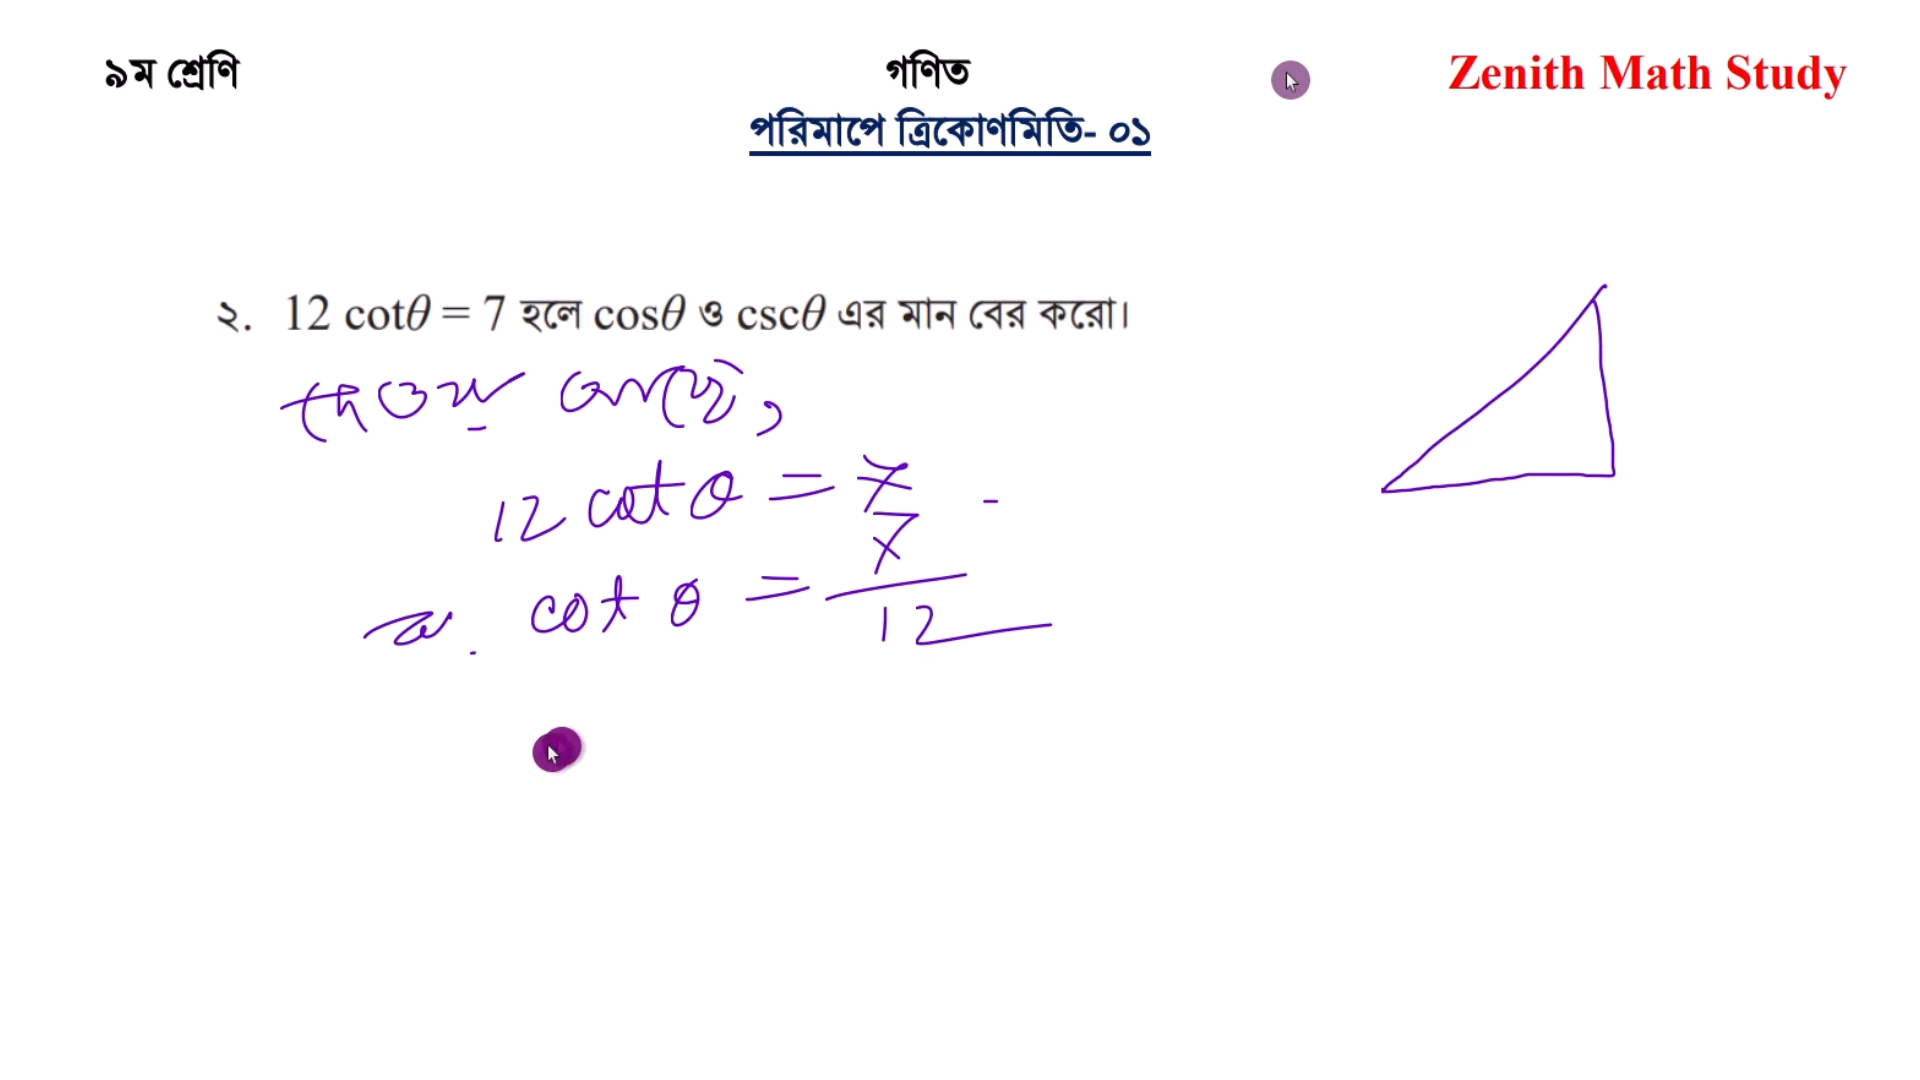 ৯ম শ্রেণি গণিত Zenith Math Study
পরিমাপে ত্রিকোণমিতি- ০১
২. 12 cotθ = 7 হলে cosθ ও cscθ এর মান বের করো।
দেওয়া আছে,
12 cot θ = 7
বা, cot θ = 7/12